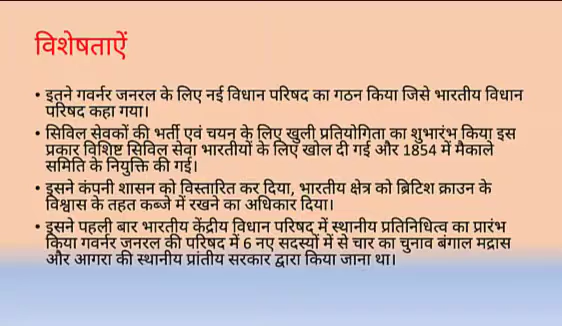 विशेषताऐं
• इतने गवर्नर जनरल के लिए नई विधान परिषद का गठन किया जिसे भारतीय विधान
परिषद कहा गया।
• सिविल सेवकों की भर्ती एवं चयन के लिए खुली प्रतियोगिता का शुभारंभ किया इस
प्रकार विशिष्ट सिविल सेवा भारतीयों के लिए खोल दी गई और 1854 में मैकाले
समिति के नियुक्ति की गई।
• इसने कंपनी शासन को विस्तारित कर दिया, भारतीय क्षेत्र को ब्रिटिश क्राउन के
विश्वास के तहत कब्जे में रखने का अधिकार दिया।
• इसने पहली बार भारतीय केंद्रीय विधान परिषद में स्थानीय प्रतिनिधित्व का प्रारंभ
किया गवर्नर जनरल की परिषद में 6 नए सदस्यों में से चार का चुनाव बंगाल मद्रास
और आगरा की स्थानीय प्रांतीय सरकार द्वारा किया जाना था।